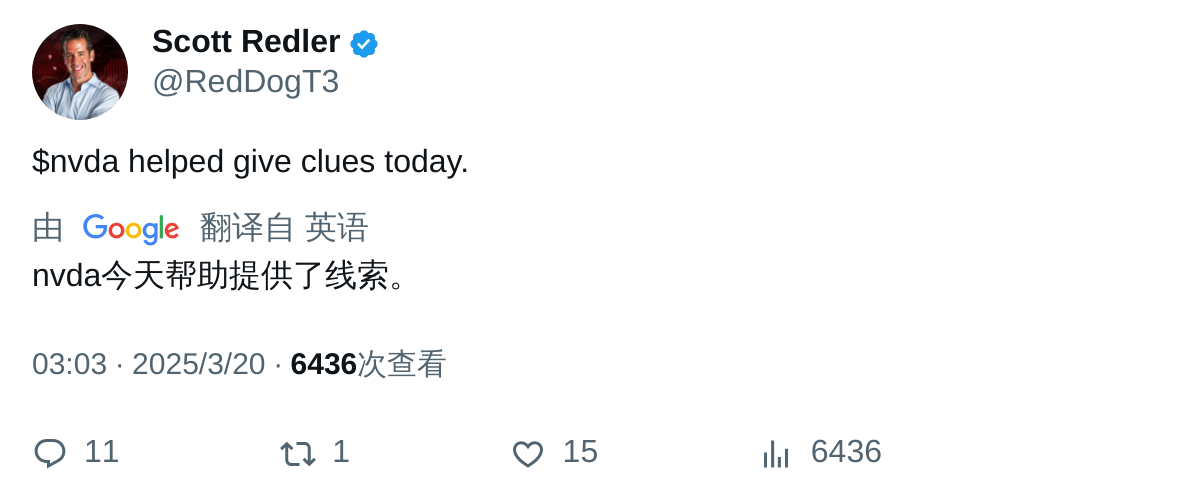 Scott Redler
@RedDogT3
$nvda helped give clues today.
由 Google 翻译自 英语
nvda今天帮助提供了线索。
03:03 · 2025/3/20 · 6436次查看
11 1 15 6436